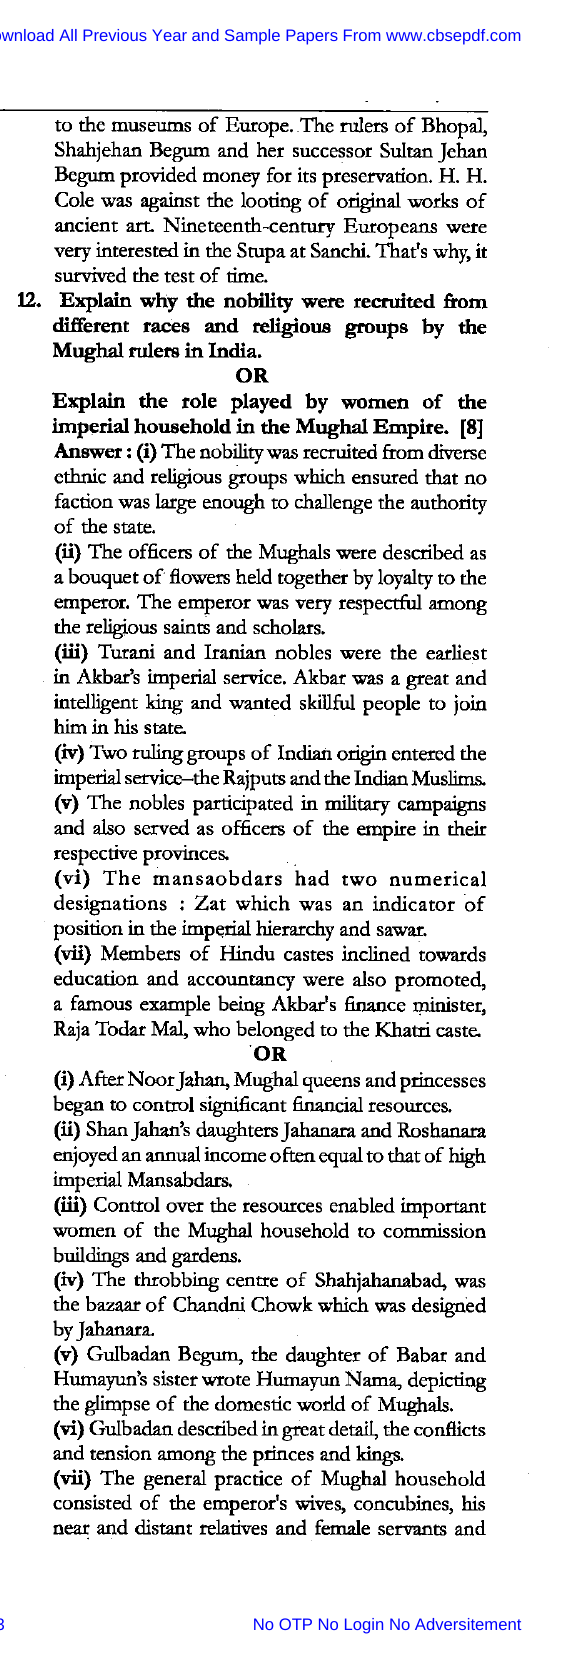 wnload All Previous Year and Sample Papers From www.cbsepdf.com
to the museums of Europe. The rulers of Bhopal,
Shahjehan Begum and her successor Sultan Jehan
Begum provided money for its preservation. H. H.
Cole was against the looting of original works of
ancient art. Nineteenth-century Europeans were
very interested in the Stupa at Sanchi. That's why, it
survived the test of time.
12. Explain why the nobility were recruited from
different races and religious groups by the
Mughal rulers in India.
OR
Explain the role played by women of the
imperial household in the Mughal Empire. [8]
Answer : (i) The nobility was recruited from diverse
ethnic and religious groups which ensured that no
faction was large enough to challenge the authority
of the state.
(ii) The officers of the Mughals were described as
a bouquet of flowers held together by loyalty to the
emperor. The emperor was very respectful among
the religious saints and scholars.
(iii) Turani and Iranian nobles were the earliest
in Akbar's imperial service. Akbar was a great and
intelligent king and wanted skillful people to join
him in his state.
(iv) Two ruling groups of Indian origin entered the
imperial service–the Rajputs and the Indian Muslims.
(v) The nobles participated in military campaigns
and also served as officers of the empire in their
respective provinces.
(vi) The mansaobdars had two numerical
designations : Zat which was an indicator of
position in the imperial hierarchy and sawar.
(vii) Members of Hindu castes inclined towards
education and accountancy were also promoted,
a famous example being Akbar's finance minister,
Raja Todar Mal, who belonged to the Khatri caste.
OR
(i) After Noor Jahan, Mughal queens and princesses
began to control significant financial resources.
(ii) Shan Jahan's daughters Jahanara and Roshanara
enjoyed an annual income often equal to that of high
imperial Mansabdars.
(iii) Control over the resources enabled important
women of the Mughal household to commission
buildings and gardens.
(iv) The throbbing centre of Shahjahanabad, was
the bazaar of Chandni Chowk which was designed
by Jahanara.
(v) Gulbadan Begum, the daughter of Babar and
Humayun's sister wrote Humayun Nama, depicting
the glimpse of the domestic world of Mughals.
(vi) Gulbadan described in great detail, the conflicts
and tension among the princes and kings.
(vii) The general practice of Mughal household
consisted of the emperor's wives, concubines, his
near and distant relatives and female servants and
3 No OTP No Login No Adversitement